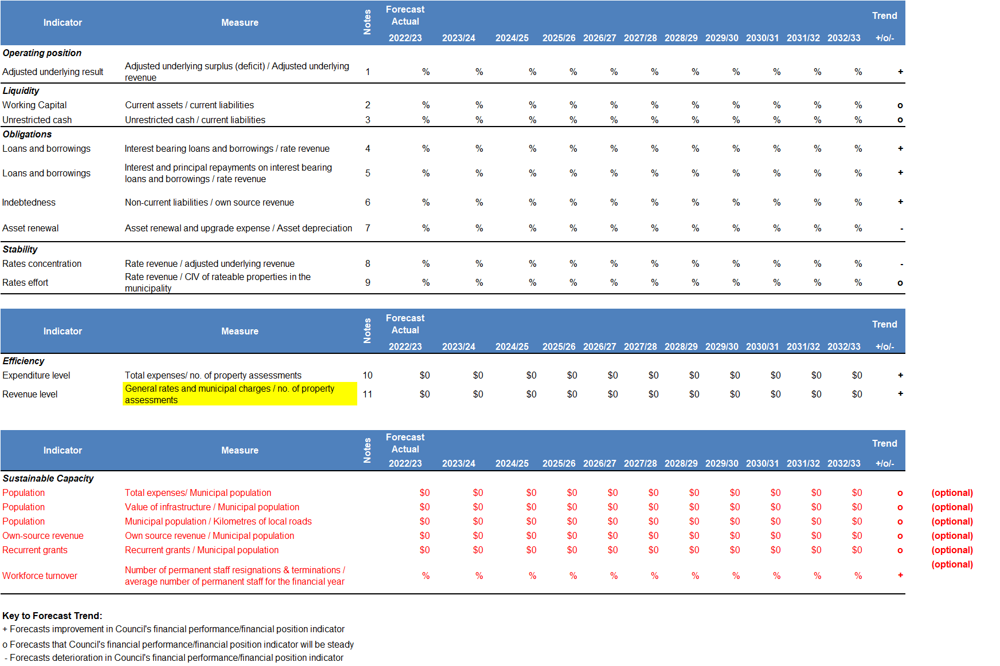 Forecast
Actual
Trend
Indicator Measure Notes
2022/23 2023/24 2024/25 2025/26 2026/27 2027/28 2028/29 2029/30 2030/31 2031/32 2032/33 +/o/-
Operating position
Adjusted underlying result Adjusted underlying surplus (deficit) / Adjusted underlying
revenue 1 % % % % % % % % % % % +
Liquidity
Working Capital Current assets / current liabilities 2 % % % % % % % % % % % o
Unrestricted cash Unrestricted cash / current liabilities 3 % % % % % % % % % % % o
Obligations
Loans and borrowings Interest bearing loans and borrowings / rate revenue 4 % % % % % % % % % % % +
Loans and borrowings Interest and principal repayments on interest bearing
loans and borrowings / rate revenue 5 % % % % % % % % % % % +
Indebtedness Non-current liabilities / own source revenue 6 % % % % % % % % % % % +
Asset renewal Asset renewal and upgrade expense / Asset depreciation 7 % % % % % % % % % % % -
Stability
Rates concentration Rate revenue / adjusted underlying revenue 8 % % % % % % % % % % % -
Rates effort Rate revenue / CIV of rateable properties in the
municipality 9 % % % % % % % % % % % o
Forecast
Actual
Trend
Indicator Measure Notes
2022/23 2023/24 2024/25 2025/26 2026/27 2027/28 2028/29 2029/30 2030/31 2031/32 2032/33 +/o/-
Efficiency
Expenditure level Total expenses/ no. of property assessments 10 $0 $0 $0 $0 $0 $0 $0 $0 $0 $0 $0 +
Revenue level General rates and municipal charges / no. of property
assessments 11 $0 $0 $0 $0 $0 $0 $0 $0 $0 $0 $0 +
Forecast
Actual
Trend
Indicator Measure Notes
2022/23 2023/24 2024/25 2025/26 2026/27 2027/28 2028/29 2029/30 2030/31 2031/32 2032/33 +/o/-
Sustainable Capacity
Population Total expenses/ Municipal population $0 $0 $0 $0 $0 $0 $0 $0 $0 $0 $0 o (optional)
Population Value of infrastructure / Municipal population $0 $0 $0 $0 $0 $0 $0 $0 $0 $0 $0 o (optional)
Population Municipal population / Kilometres of local roads $0 $0 $0 $0 $0 $0 $0 $0 $0 $0 $0 o (optional)
Own-source revenue Own source revenue / Municipal population $0 $0 $0 $0 $0 $0 $0 $0 $0 $0 $0 o (optional)
Recurrent grants Recurrent grants / Municipal population $0 $0 $0 $0 $0 $0 $0 $0 $0 $0 $0 o (optional)
(optional)
Workforce turnover Number of permanent staff resignations & terminations /
average number of permanent staff for the financial year % % % % % % % % % % % +
Key to Forecast Trend:
+ Forecasts improvement in Council's financial performance/financial position indicator
o Forecasts that Council's financial performance/financial position indicator will be steady
- Forecasts deterioration in Council's financial performance/financial position indicator